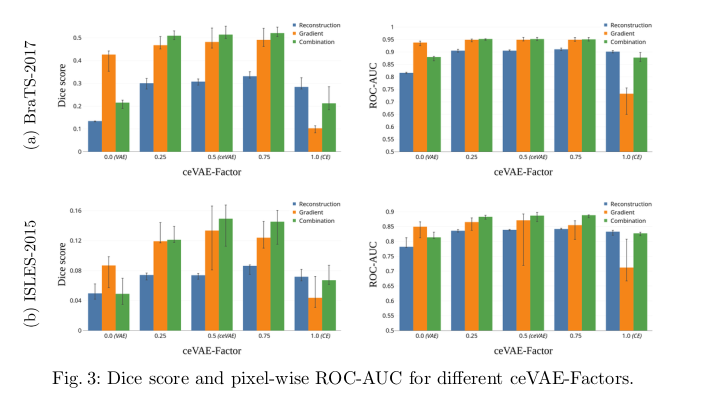 (a) BraTS-2017
Dice score
0.5
0.4
0.3
0.2
0.1
0
0.0 (VAE) 0.25 0.5 (ceVAE) 0.75 1.0 (CE)
ceVAE-Factor
Reconstruction
Gradient
Combination
ROC-AUC
1
0.95
0.9
0.85
0.8
0.75
0.7
0.65
0.6
0.55
0.5
0.0 (VAE) 0.25 0.5 (ceVAE) 0.75 1.0 (CE)
ceVAE-Factor
Reconstruction
Gradient
Combination
(b) ISLES-2015
Dice score
0.16
0.12
0.08
0.04
0
0.0 (VAE) 0.25 0.5 (ceVAE) 0.75 1.0 (CE)
ceVAE-Factor
Reconstruction
Gradient
Combination
ROC-AUC
0.9
0.85
0.8
0.75
0.7
0.65
0.6
0.55
0.5
0.0 (VAE) 0.25 0.5 (ceVAE) 0.75 1.0 (CE)
ceVAE-Factor
Reconstruction
Gradient
Combination
Fig. 3: Dice score and pixel-wise ROC-AUC for different ceVAE-Factors.